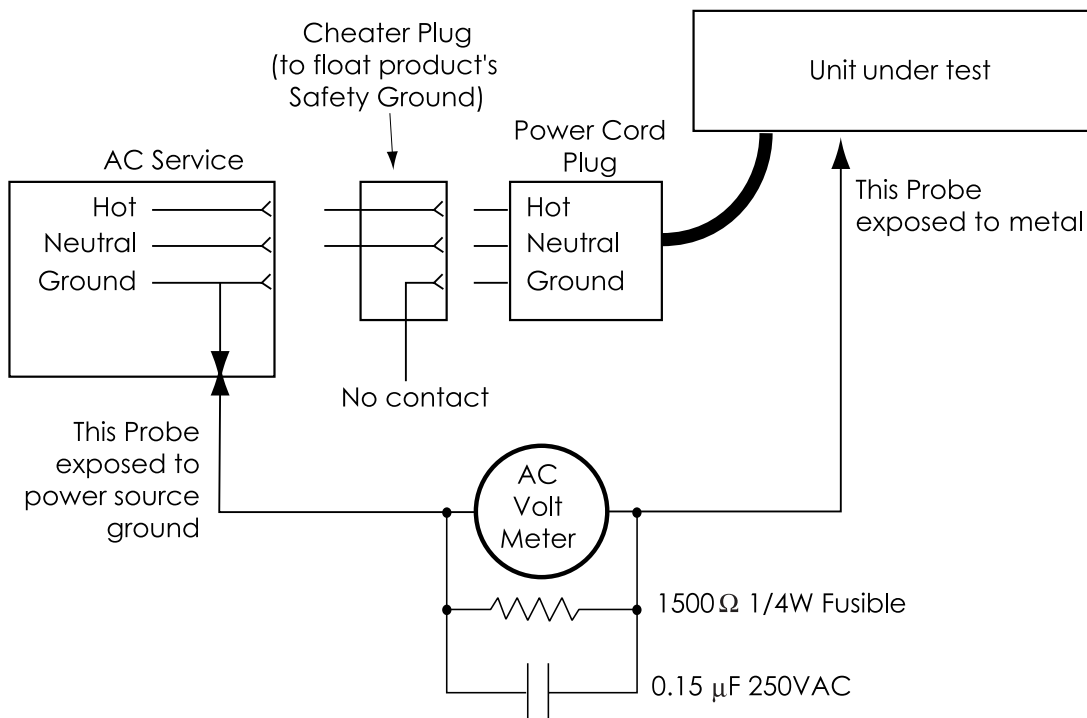 Cheater Plug
(to float product's
Safety Ground)
Unit under test
Power Cord
Plug
AC Service
This Probe
exposed to metal
Hot
Neutral
Ground
Hot
Neutral
Ground
No contact
This Probe
exposed to
power source
ground
AC
Volt
Meter
1500Ω 1/4W Fusible
0.15 µF 250VAC